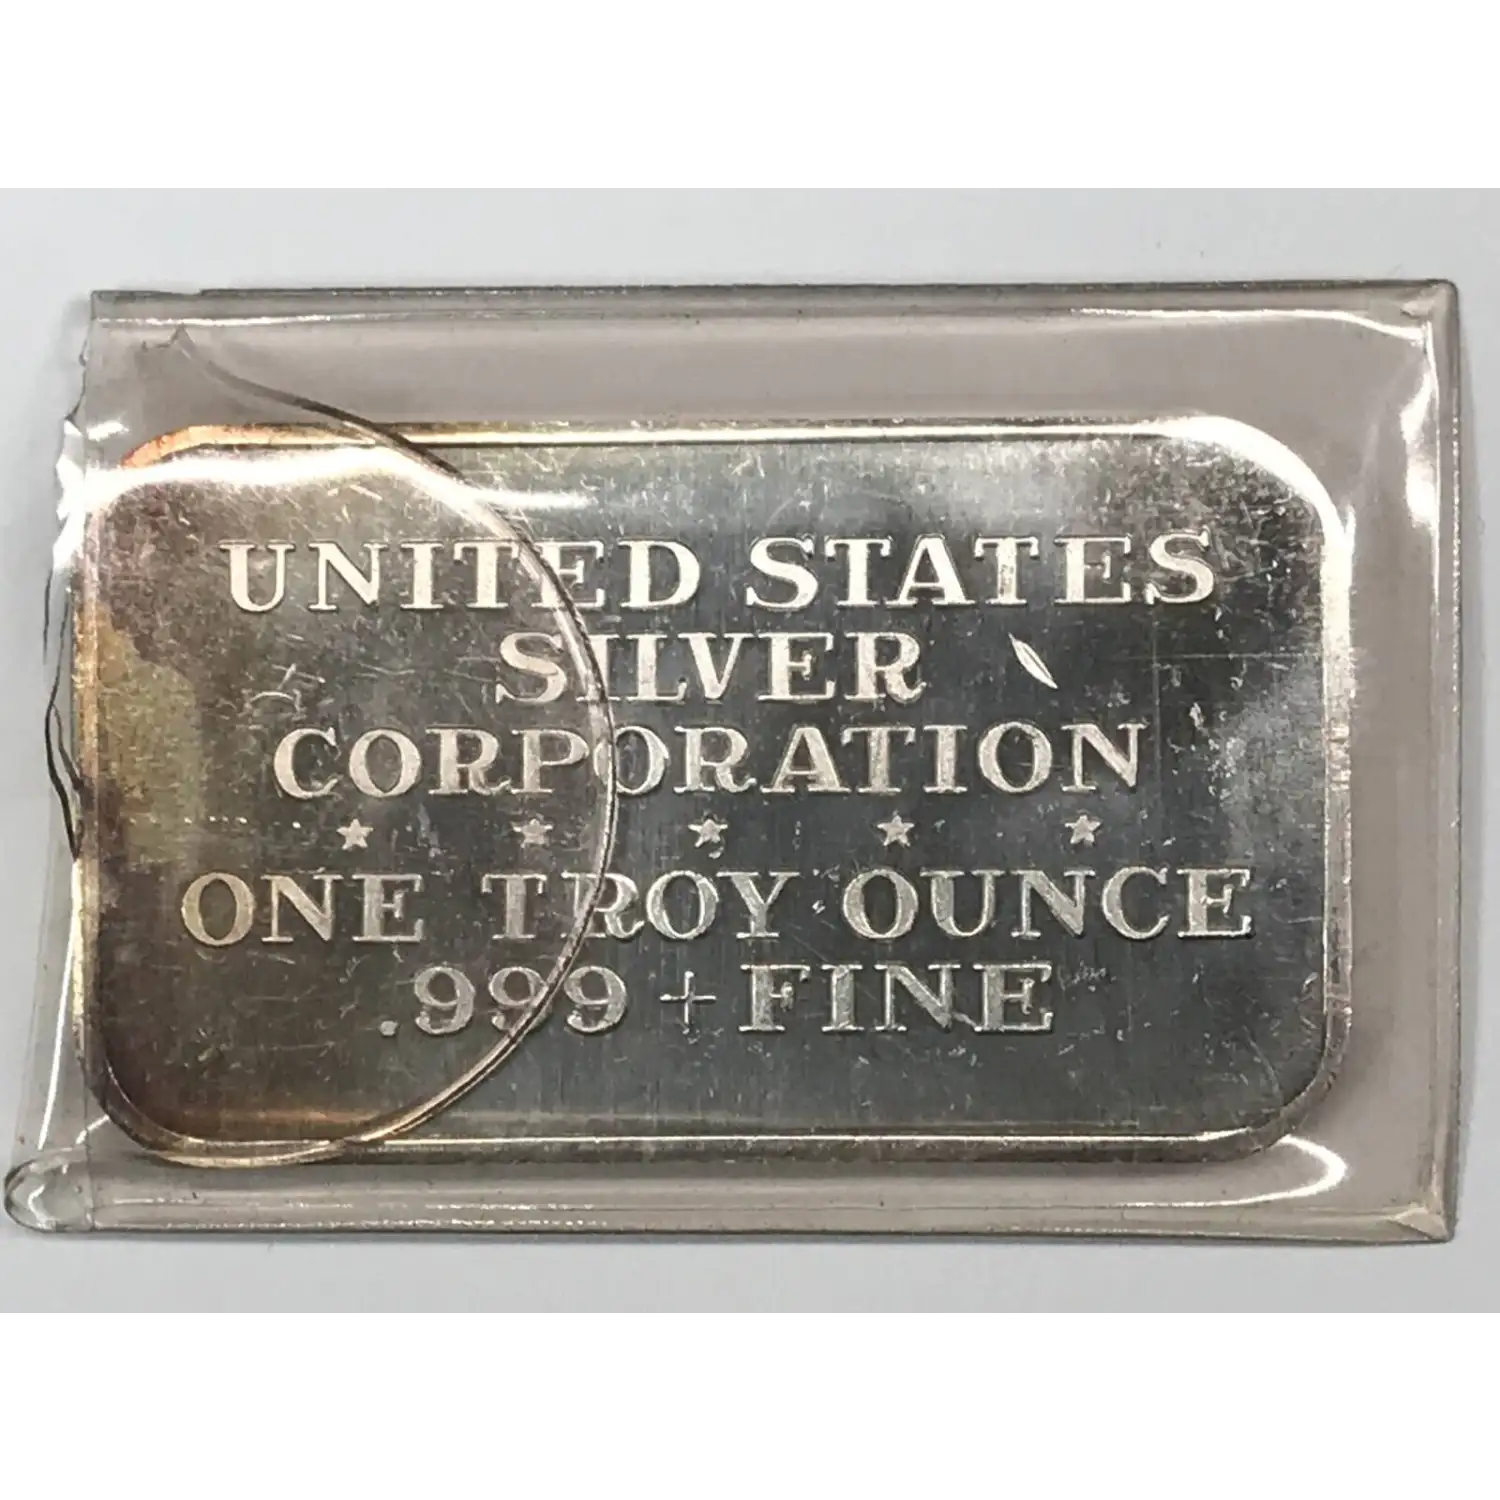 UNITED STATES
SILVER
CORPORATION
★ ★ ★ ★ ★
ONE TROY OUNCE
.999 + FINE